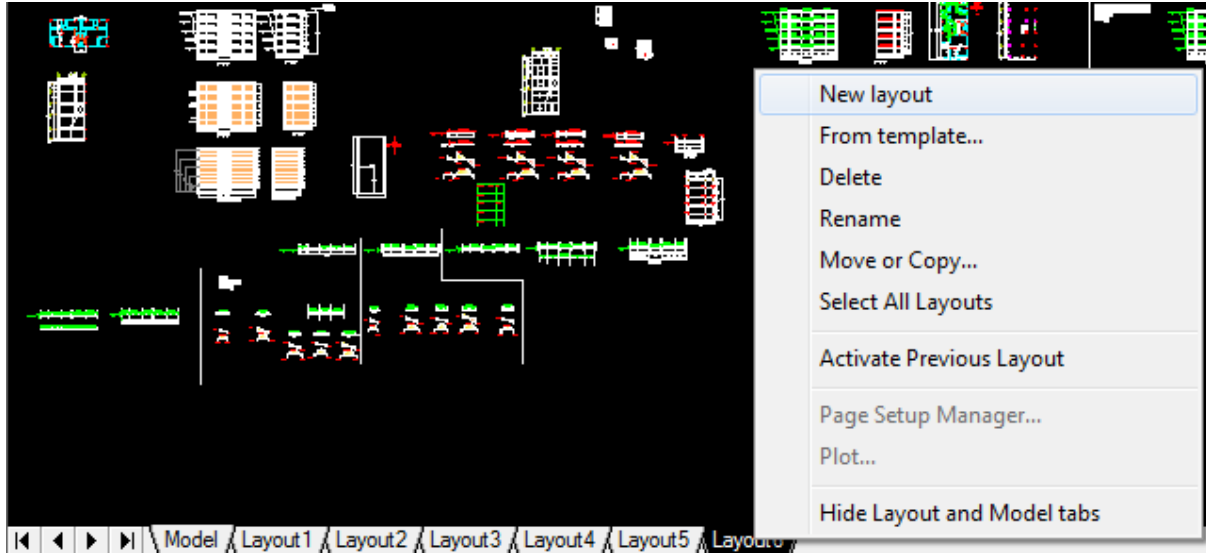 New layout
From template...
Delete
Rename
Move or Copy...
Select All Layouts
Activate Previous Layout
Page Setup Manager...
Plot...
Hide Layout and Model tabs
Model Layout1 Layout2 Layout3 Layout4 Layout5 Layout6